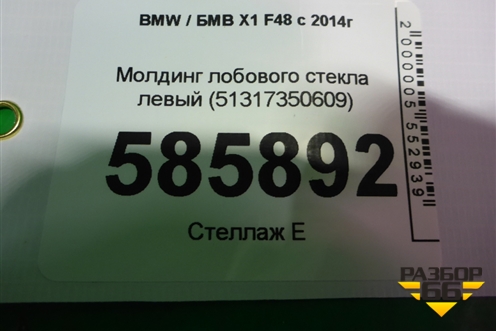 BMW / БМВ X1 F48 с 2014г
Молдинг лобового стекла
левый (51317350609)
585892
Стеллаж Е
2000005552939
РАЗБОР
66